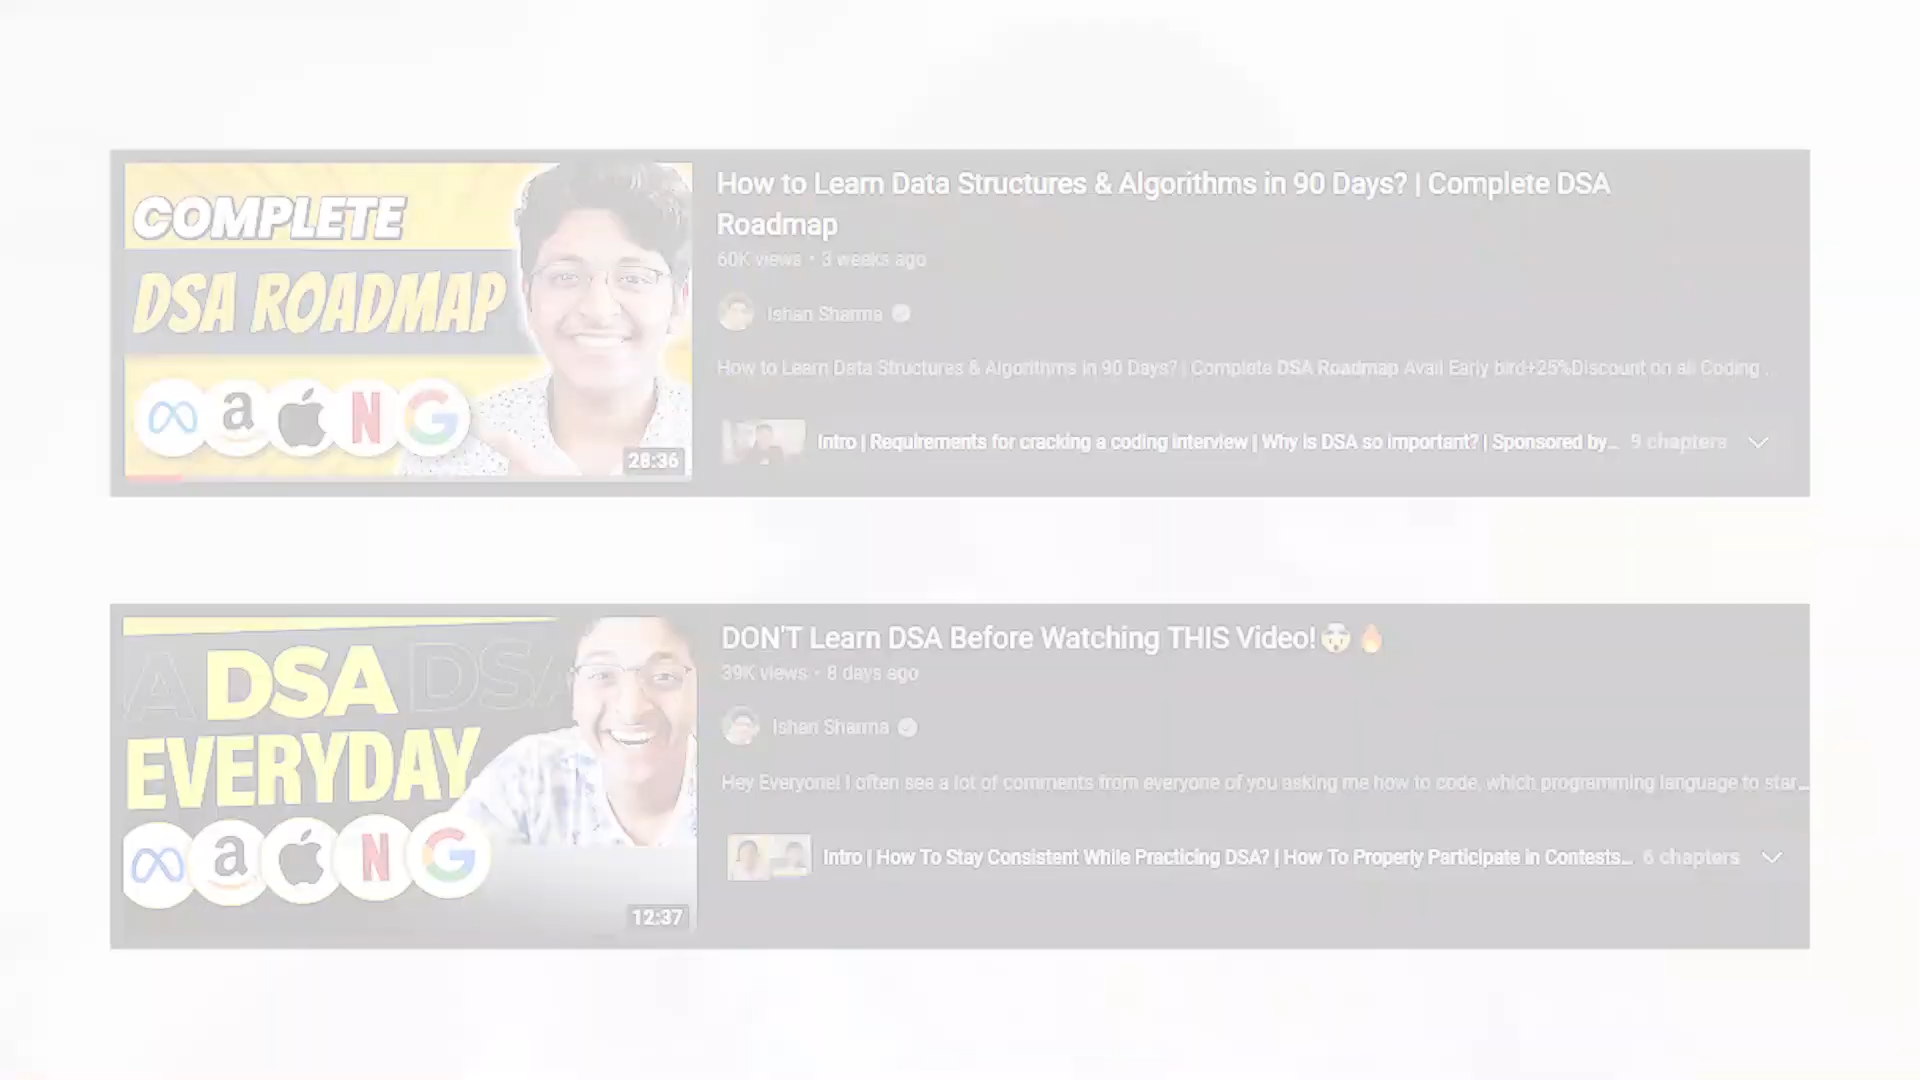 COMPLETE
DSA ROADMAP
a
N
G
28:36
How to Learn Data Structures & Algorithms in 90 Days? | Complete DSA
Roadmap
60K views • 3 weeks ago
Ishan Sharma
How to Learn Data Structures & Algorithms in 90 Days? | Complete DSA Roadmap Avail Early bird+25%Discount on all Coding ...
Intro | Requirements for cracking a coding interview | Why is DSA so important? | Sponsored by... 9 chapters
A DSA DSA
EVERYDAY
a
N
G
12:37
DON'T Learn DSA Before Watching THIS Video!
39K views • 8 days ago
Ishan Sharma
Hey Everyone! I often see a lot of comments from everyone of you asking me how to code, which programming language to star...
Intro | How To Stay Consistent While Practicing DSA? | How To Properly Participate in Contests... 6 chapters